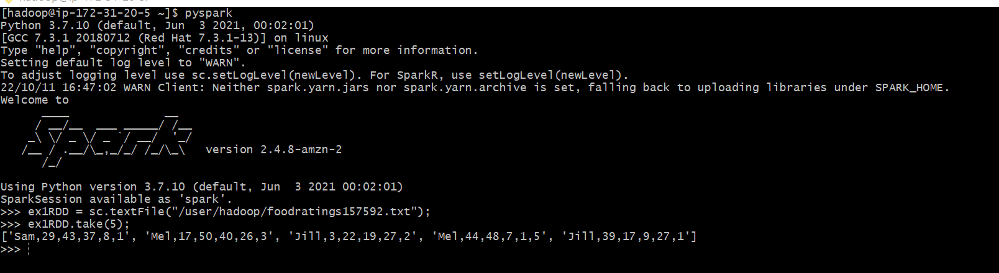 [hadoop@ip-172-31-20-5 ~]$ pyspark
Python 3.7.10 (default, Jun  3 2021, 00:02:01)
[GCC 7.3.1 20180712 (Red Hat 7.3.1-13)] on linux
Type "help", "copyright", "credits" or "license" for more information.
Setting default log level to "WARN".
To adjust logging level use sc.setLogLevel(newLevel). For SparkR, use setLogLevel(newLevel).
22/10/11 16:47:02 WARN Client: Neither spark.yarn.jars nor spark.yarn.archive is set, falling back to uploading libraries under SPARK_HOME.
Welcome to
      ____              __
     / __/__  ___ _____/ /__
    _\ \/ _ \/ _ `/ __/  '_/
   /__ / .__/\_,_/_/ /_/\_\   version 2.4.8-amzn-2
      /_/
Using Python version 3.7.10 (default, Jun  3 2021 00:02:01)
SparkSession available as 'spark'.
>>> ex1RDD = sc.textFile("/user/hadoop/foodratings157592.txt");
>>> ex1RDD.take(5);
['Sam,29,43,37,8,1', 'Mel,17,50,40,26,3', 'Jill,3,22,19,27,2', 'Mel,44,48,7,1,5', 'Jill,39,17,9,27,1']
>>>